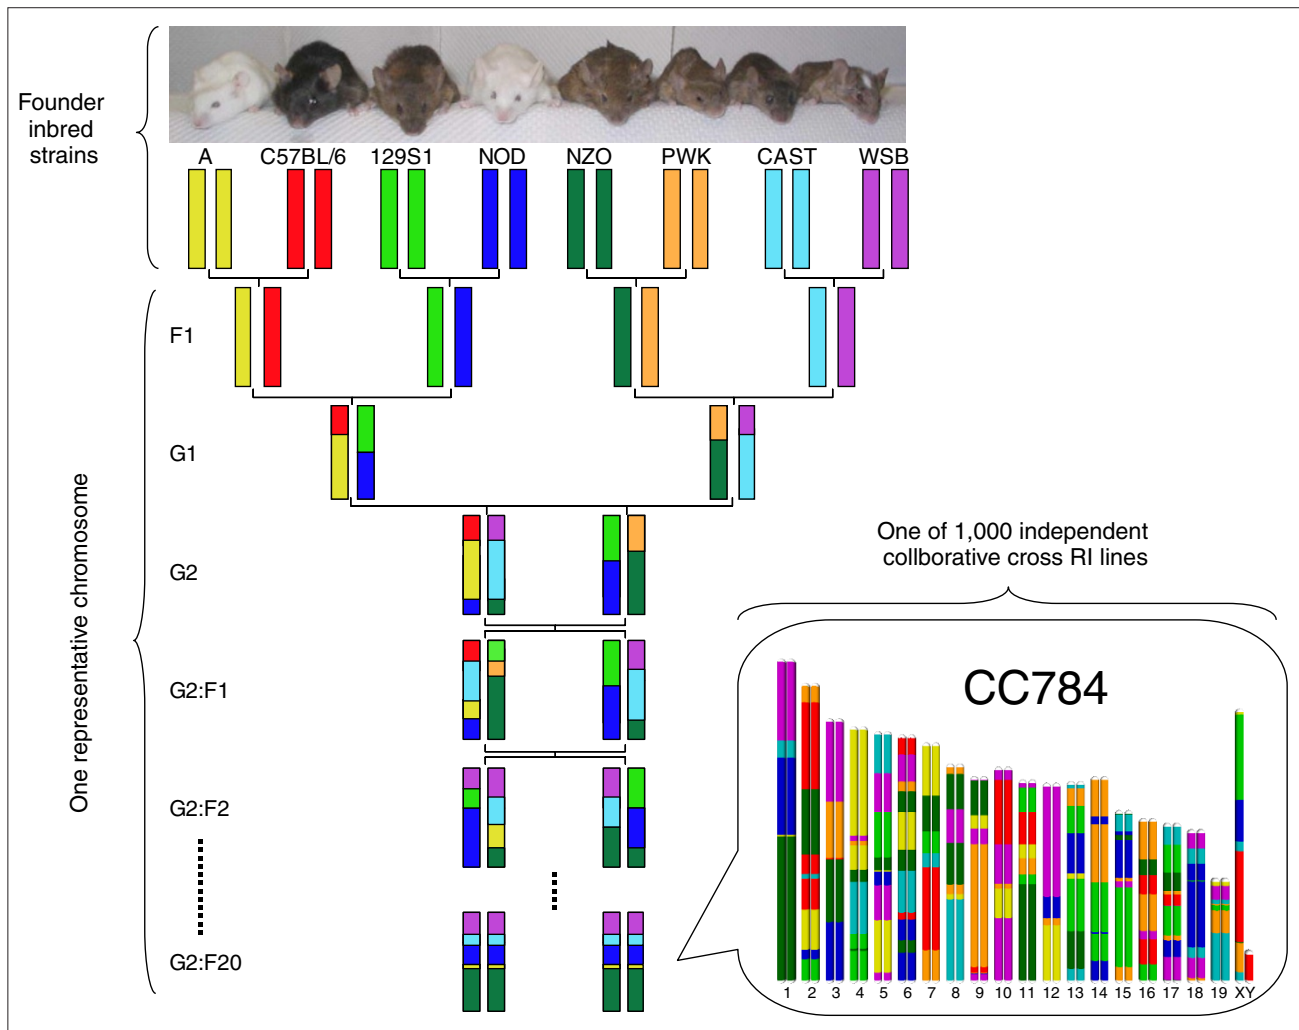 Founder
inbred
strains
A C57BL/6 129S1 NOD NZO PWK CAST WSB
One representative chromosome
F1
G1
G2
G2:F1
G2:F2
G2:F20
One of 1,000 independent
collborative cross RI lines
CC784
1 2 3 4 5 6 7 8 9 10 11 12 13 14 15 16 17 18 19 XY